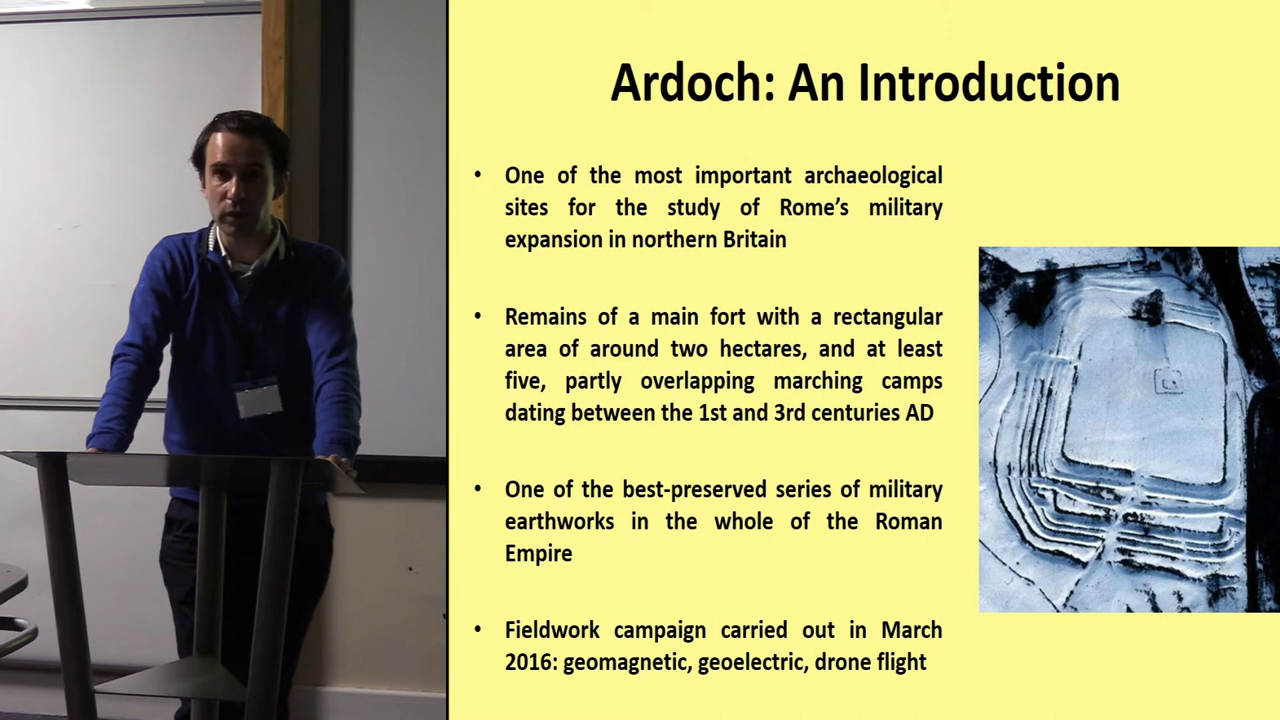 Ardoch: An Introduction
• One of the most important archaeological
sites for the study of Rome’s military
expansion in northern Britain
• Remains of a main fort with a rectangular
area of around two hectares, and at least
five, partly overlapping marching camps
dating between the 1st and 3rd centuries AD
• One of the best-preserved series of military
earthworks in the whole of the Roman
Empire
• Fieldwork campaign carried out in March
2016: geomagnetic, geoelectric, drone flight